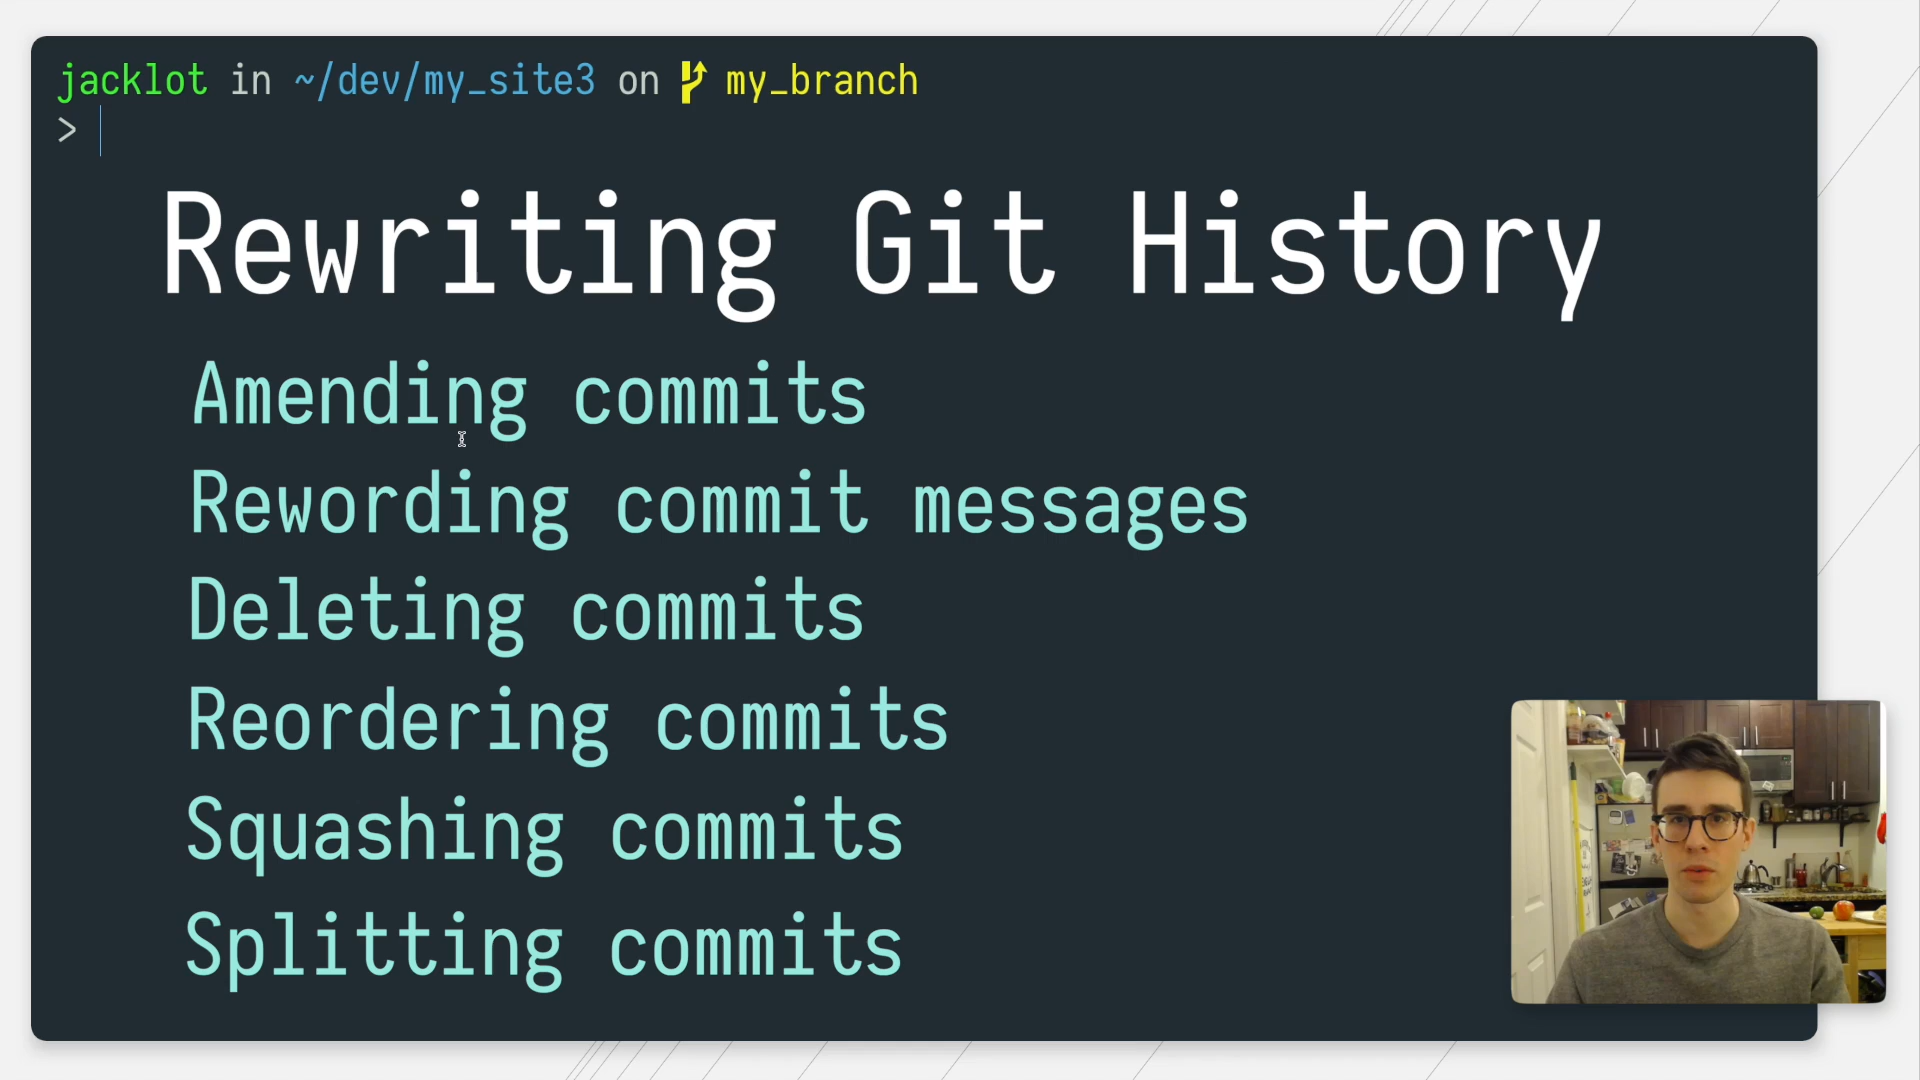 jacklot in ~/dev/my_site3 on my_branch
>
Rewriting Git History
Amending commits
Rewording commit messages
Deleting commits
Reordering commits
Squashing commits
Splitting commits